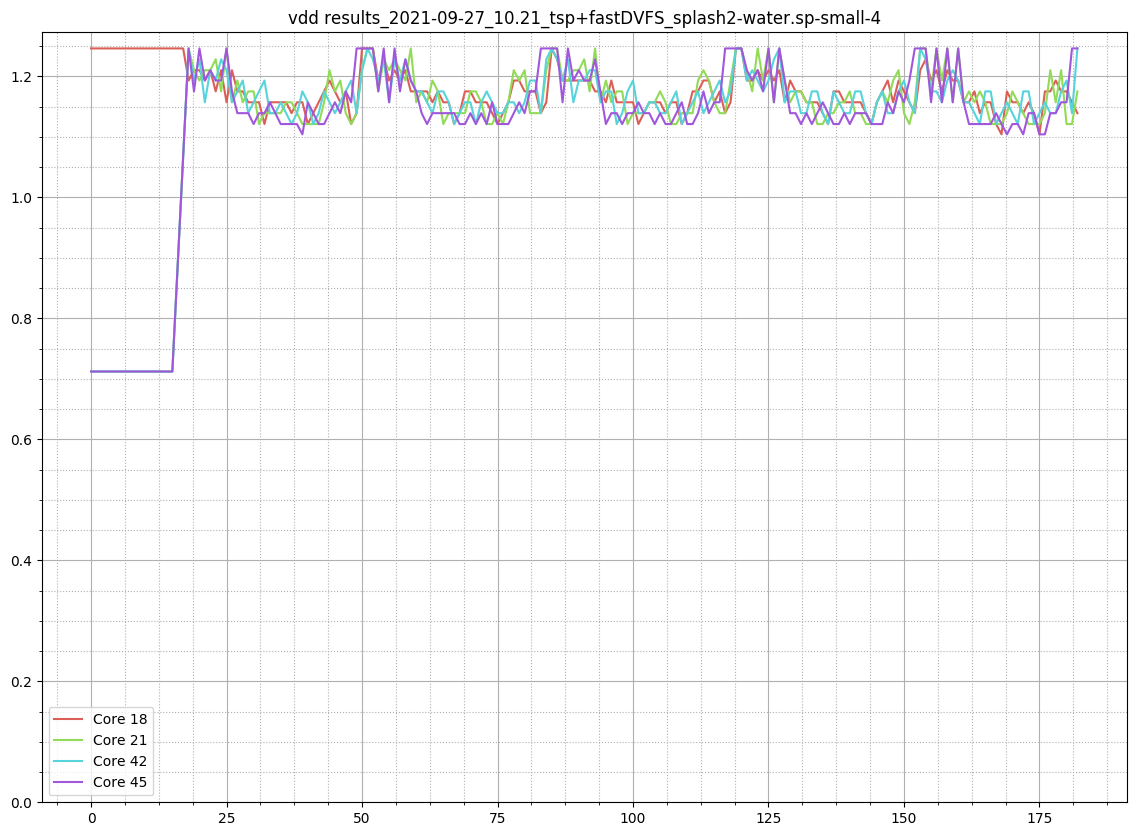 vdd results_2021-09-27_10.21_tsp+fastDVFS_splash2-water.sp-small-4
1.2
1.0
0.8
0.6
0.4
0.2
0.0
Core 18
Core 21
Core 42
Core 45
0 25 50 75 100 125 150 175